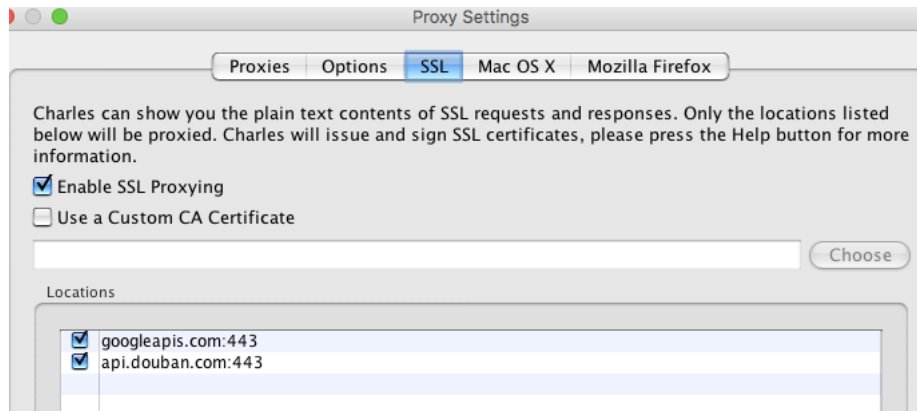 Proxy Settings
Proxies Options SSL Mac OS X Mozilla Firefox
Charles can show you the plain text contents of SSL requests and responses. Only the locations listed
below will be proxied. Charles will issue and sign SSL certificates, please press the Help button for more
information.
Enable SSL Proxying
Use a Custom CA Certificate
Choose
Locations
googleapis.com:443
api.douban.com:443